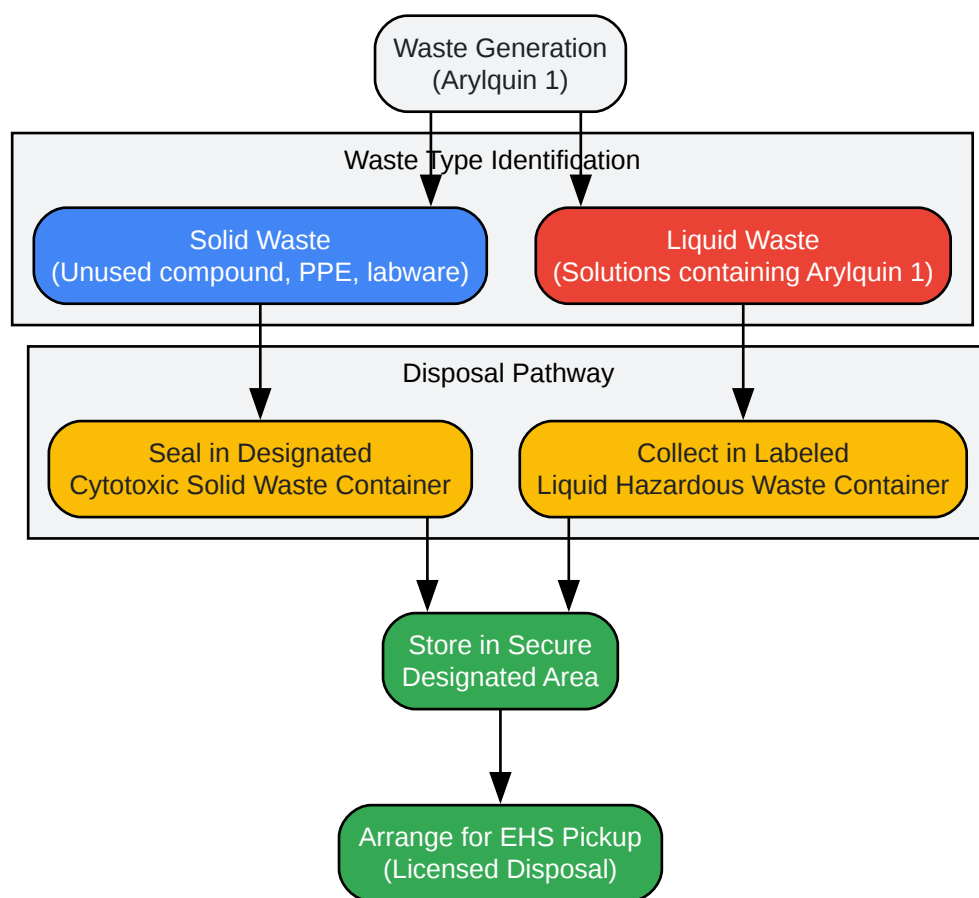 Waste Generation
(Arylquin 1)
Waste Type Identification
Solid Waste
(Unused compound, PPE, labware)
Liquid Waste
(Solutions containing Arylquin 1)
Disposal Pathway
Seal in Designated
Cytotoxic Solid Waste Container
Collect in Labeled
Liquid Hazardous Waste Container
Store in Secure
Designated Area
Arrange for EHS Pickup
(Licensed Disposal)